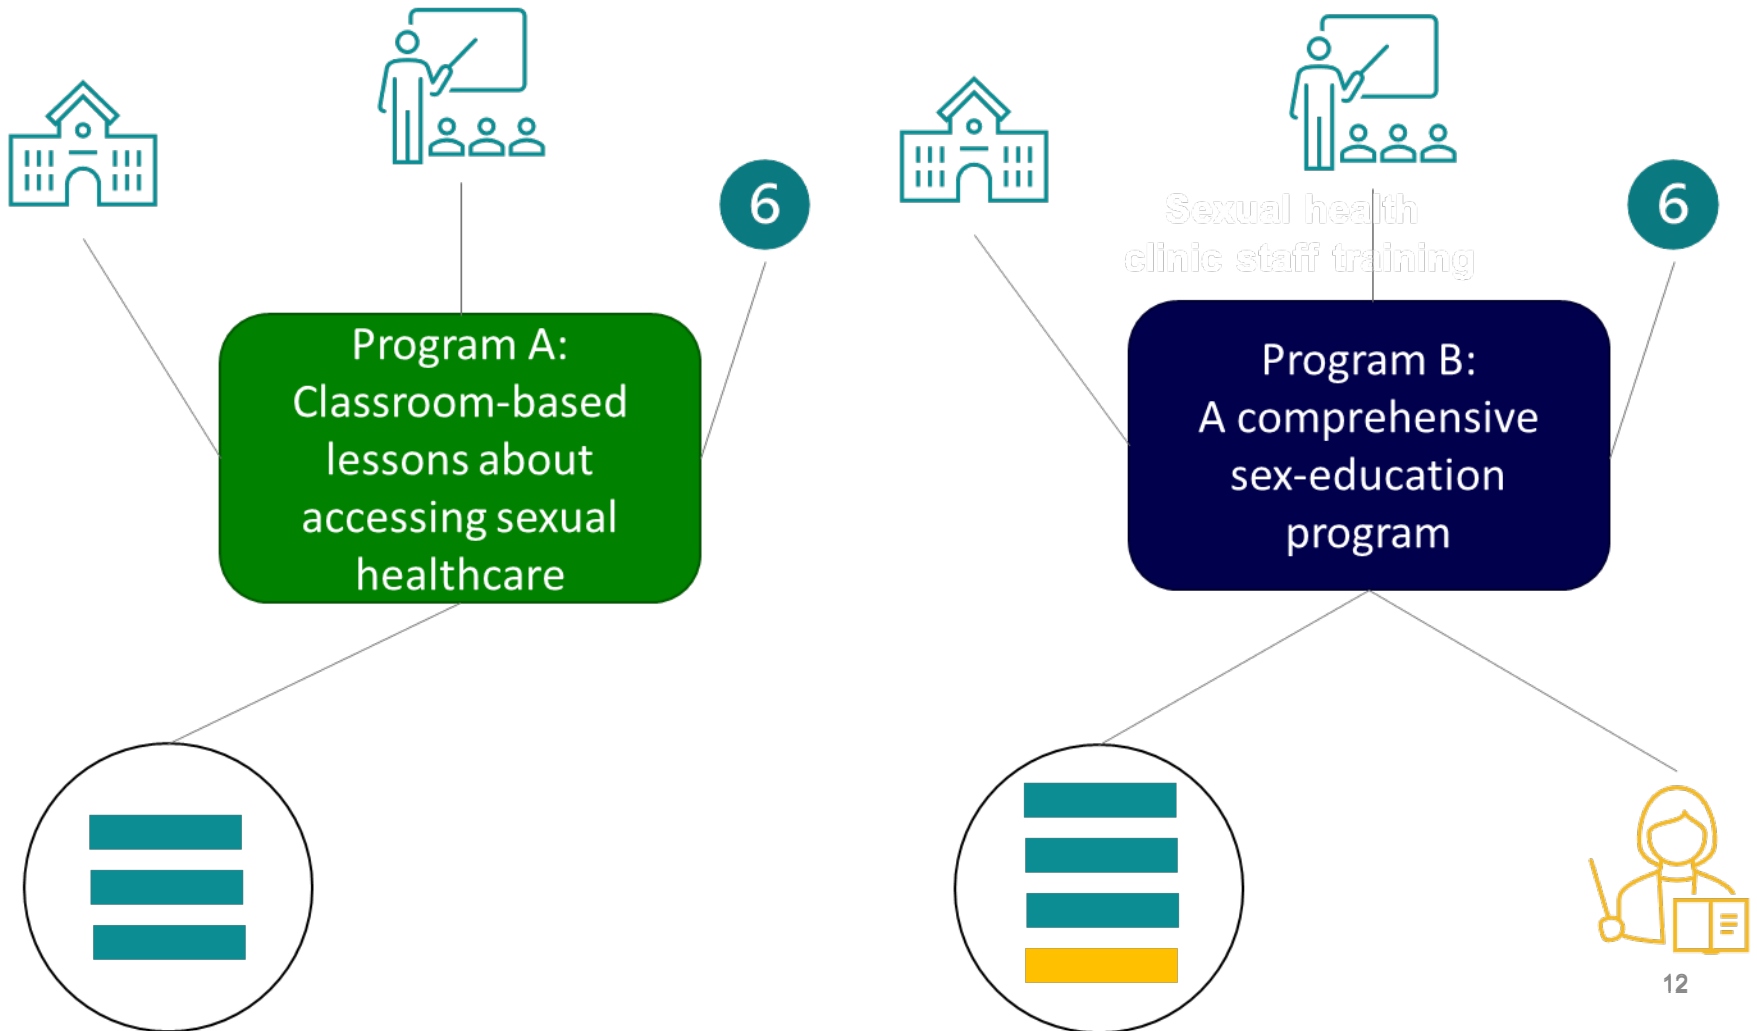 6
6
Sexual health
clinic staff training
Program A:
Classroom-based
lessons about
accessing sexual
healthcare
Program B:
A comprehensive
sex-education
program
12